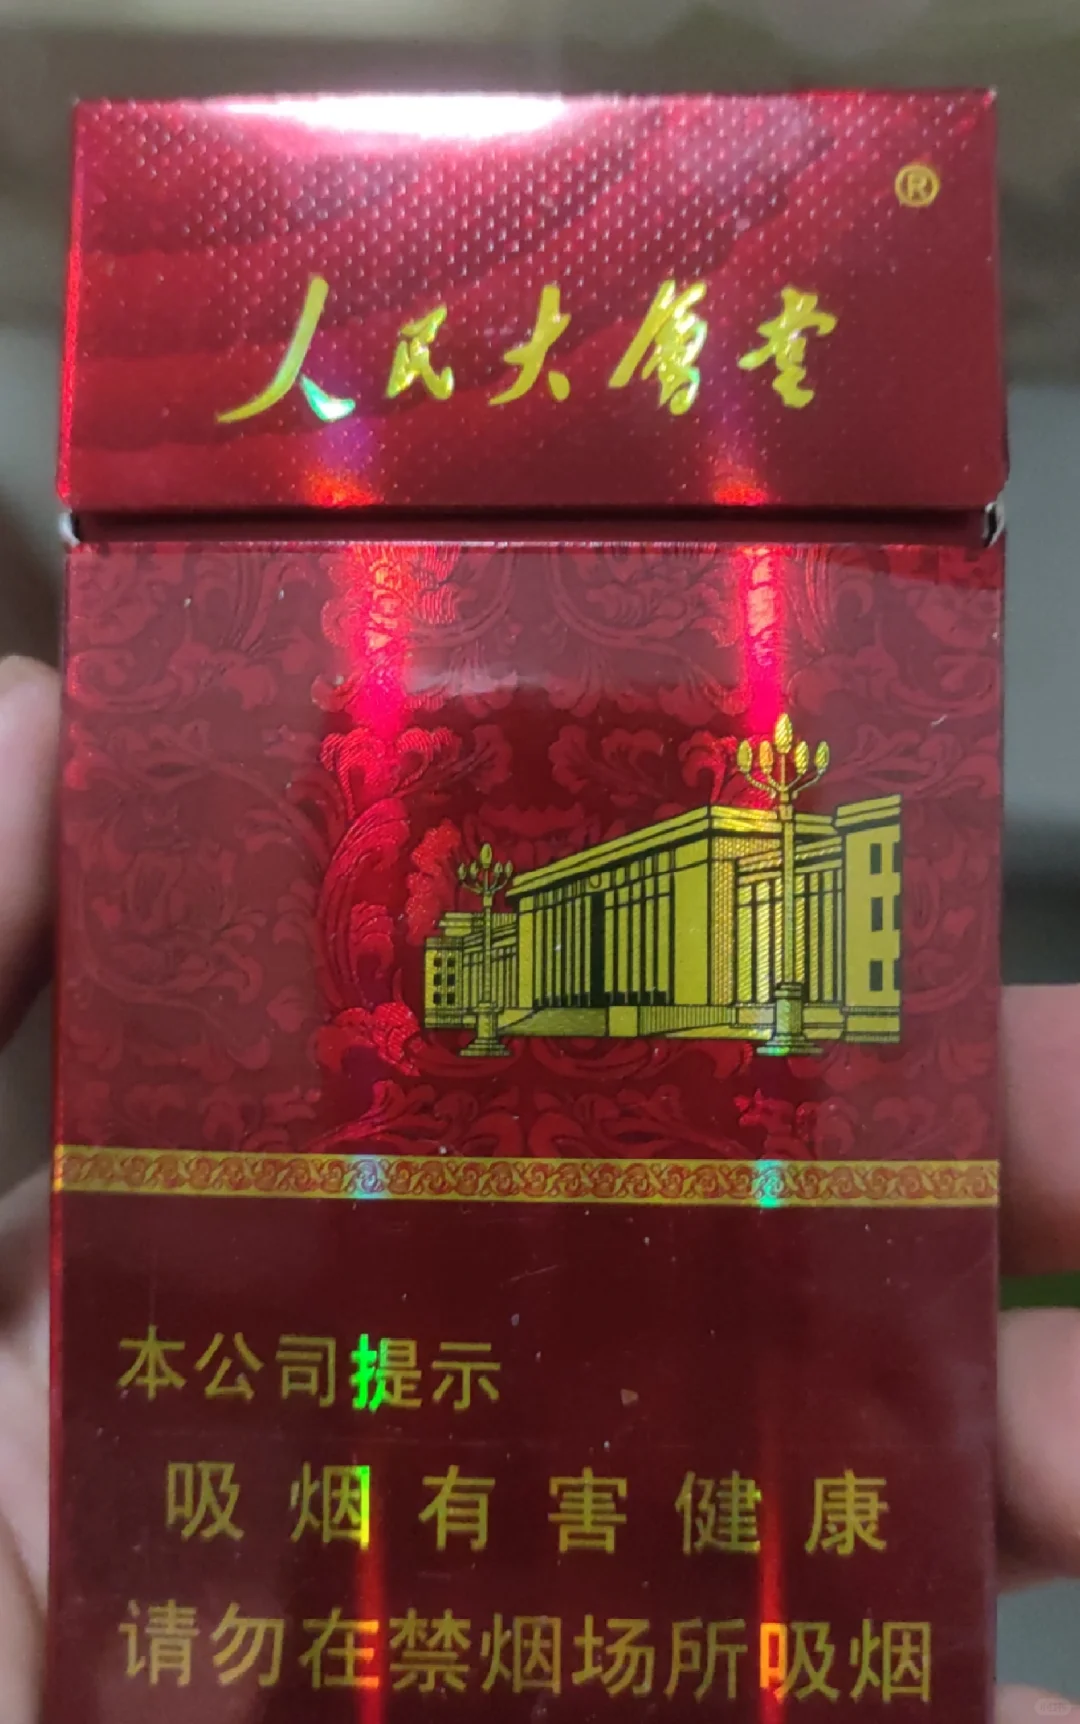 ®
人民大會堂
本公司提示
吸烟有害健康
请勿在禁烟场所吸烟